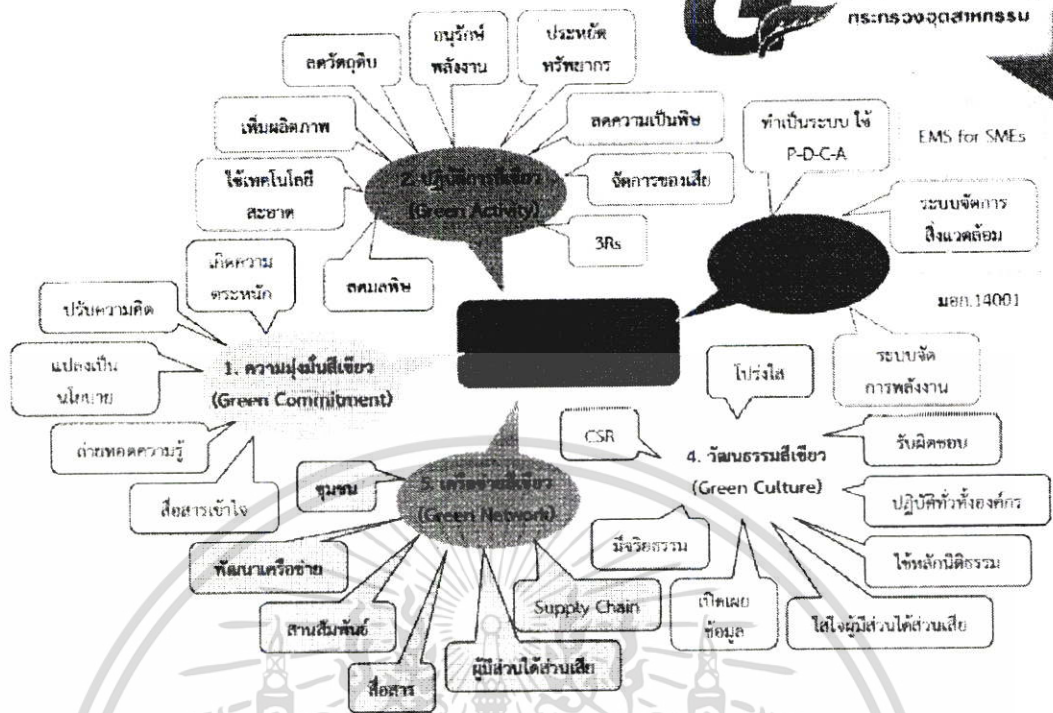 กระทรวงอุตสาหกรรม
อนุรักษ์
พลังงาน
ประหยัด
ทรัพยากร
ลดวัตถุดิบ
เพิ่มผลิตภาพ
ใช้เทคโนโลยี
สะอาด
ลดมลพิษ
2. ปฏิบัติการสีเขียว
(Green Activity)
ลดความเป็นพิษ
จัดการของเสีย
3Rs
ทำเป็นระบบ ใช้
P-D-C-A
EMS for SMEs
ระบบจัดการ
สิ่งแวดล้อม
มอก.14001
ระบบจัด
การพลังงาน
เกิดความ
ตระหนัก
ปรับความคิด
แปลงเป็น
นโยบาย
ถ่ายทอดความรู้
สื่อสารเข้าใจ
1. ความมุ่งมั่นสีเขียว
(Green Commitment)
โปร่งใส
CSR
4. วัฒนธรรมสีเขียว
(Green Culture)
รับผิดชอบ
ปฏิบัติทั่วทั้งองค์กร
ใช้หลักนิติธรรม
ใส่ใจผู้มีส่วนได้ส่วนเสีย
เปิดเผย
ข้อมูล
มีจริยธรรม
ชุมชน
5. เครือข่ายสีเขียว
(Green Network)
พัฒนาเครือข่าย
สานสัมพันธ์
สื่อสาร
ผู้มีส่วนได้ส่วนเสีย
Supply Chain